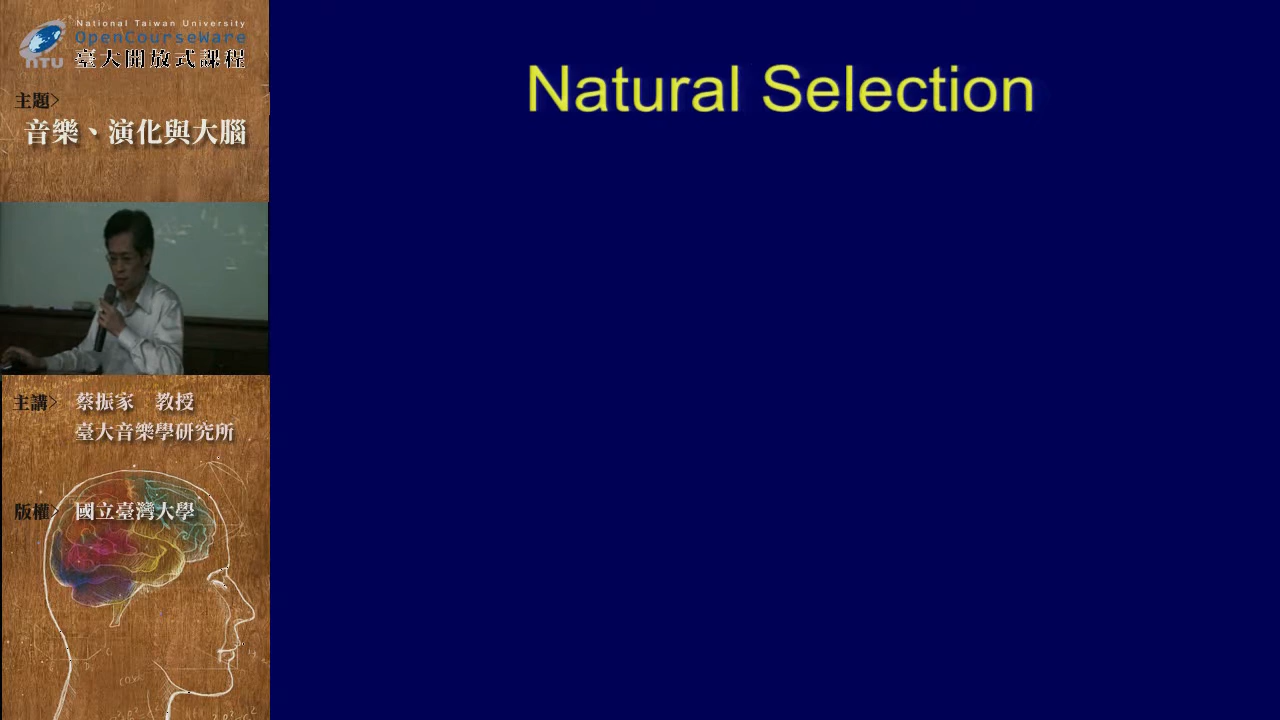 National Taiwan University
OpenCourseWare
NTU
臺大開放式課程
主題>
音樂、演化與大腦
主講> 蔡振家 教授
臺大音樂學研究所
版權> 國立臺灣大學
Natural Selection